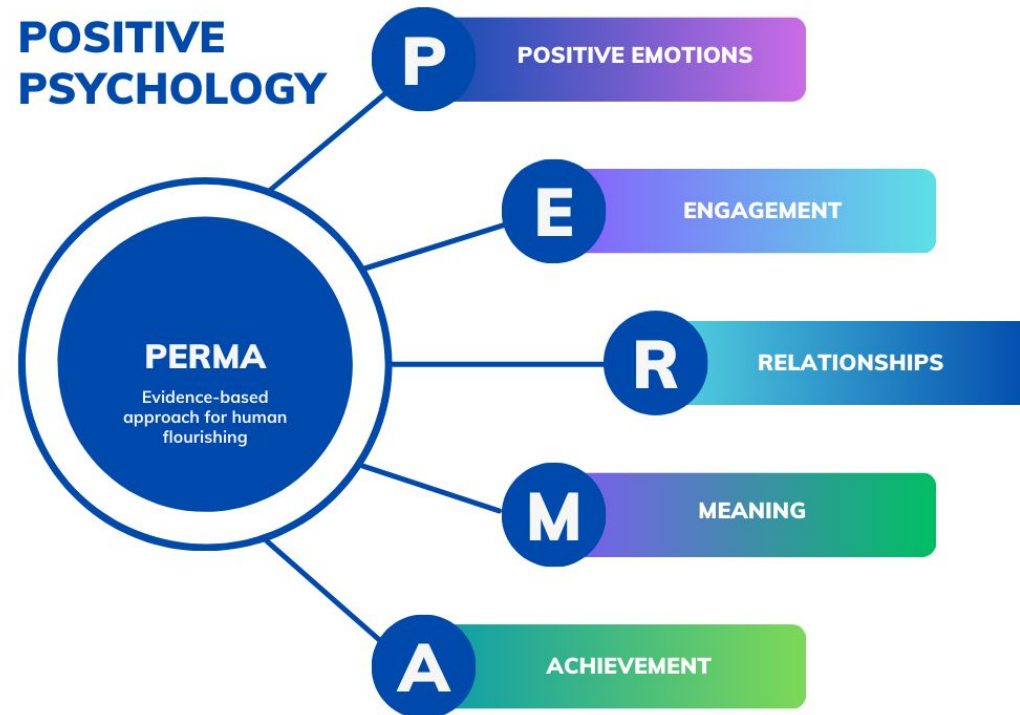 POSITIVE
PSYCHOLOGY
P
POSITIVE EMOTIONS
E
ENGAGEMENT
PERMA
Evidence-based
approach for human
flourishing
R
RELATIONSHIPS
M
MEANING
A
ACHIEVEMENT